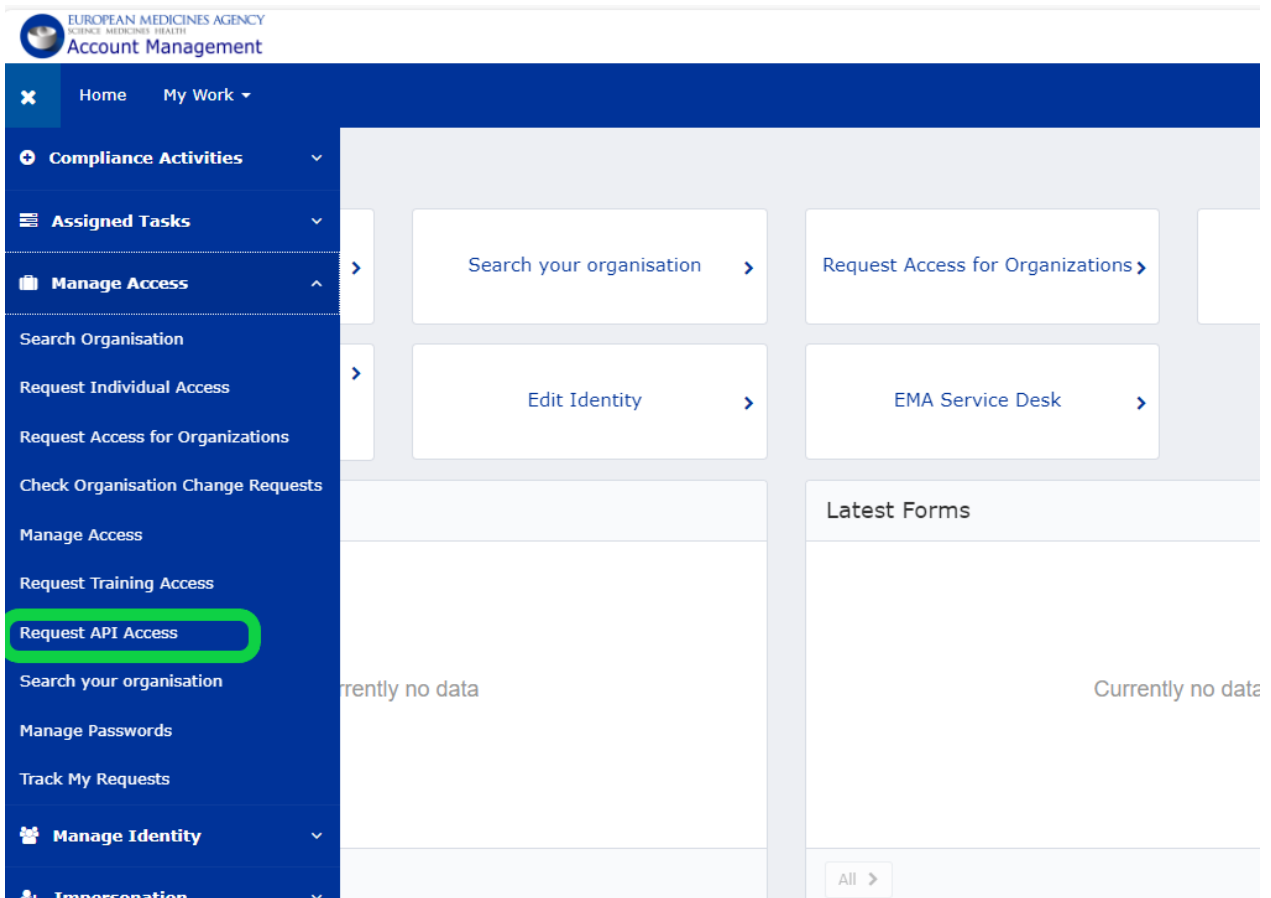 EUROPEAN MEDICINES AGENCY
SCIENCE MEDICINES HEALTH
Account Management
Home My Work
Compliance Activities
Assigned Tasks
Manage Access
Search Organisation
Request Individual Access
Request Access for Organizations
Check Organisation Change Requests
Manage Access
Request Training Access
Request API Access
Search your organisation
Manage Passwords
Track My Requests
Manage Identity
Impersonation
Search your organisation
Request Access for Organizations
Edit Identity
EMA Service Desk
Latest Forms
rrently no data
Currently no data
All